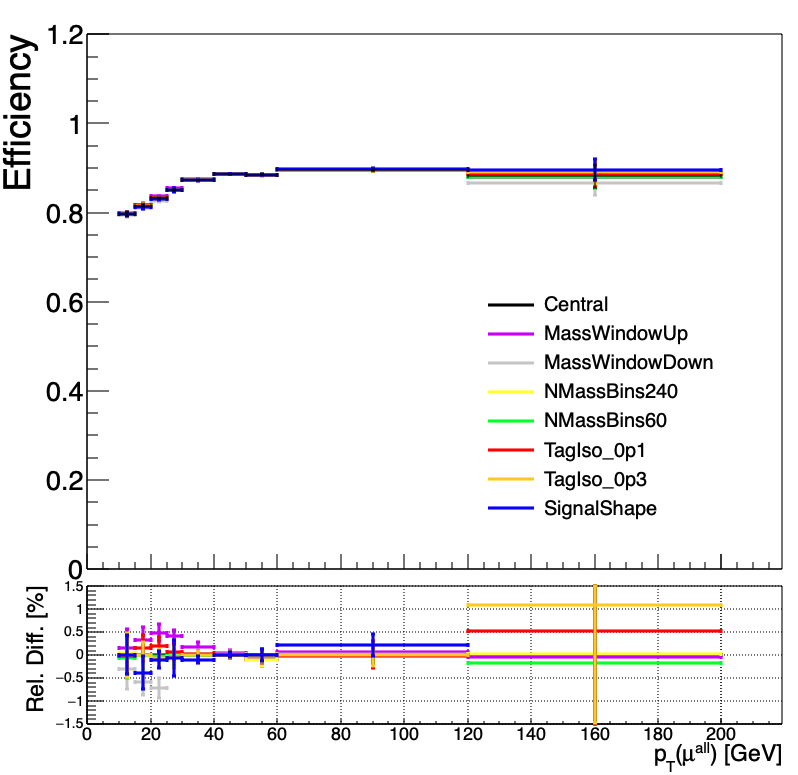 Efficiency
1.2
1
0.8
0.6
0.4
0.2
0
Central
MassWindowUp
MassWindowDown
NMassBins240
NMassBins60
TagIso_0p1
TagIso_0p3
SignalShape
Rel. Diff. [%]
1.5
1
0.5
0
−0.5
−1
−1.5
0 20 40 60 80 100 120 140 160 180 200
p_T(μ^all) [GeV]